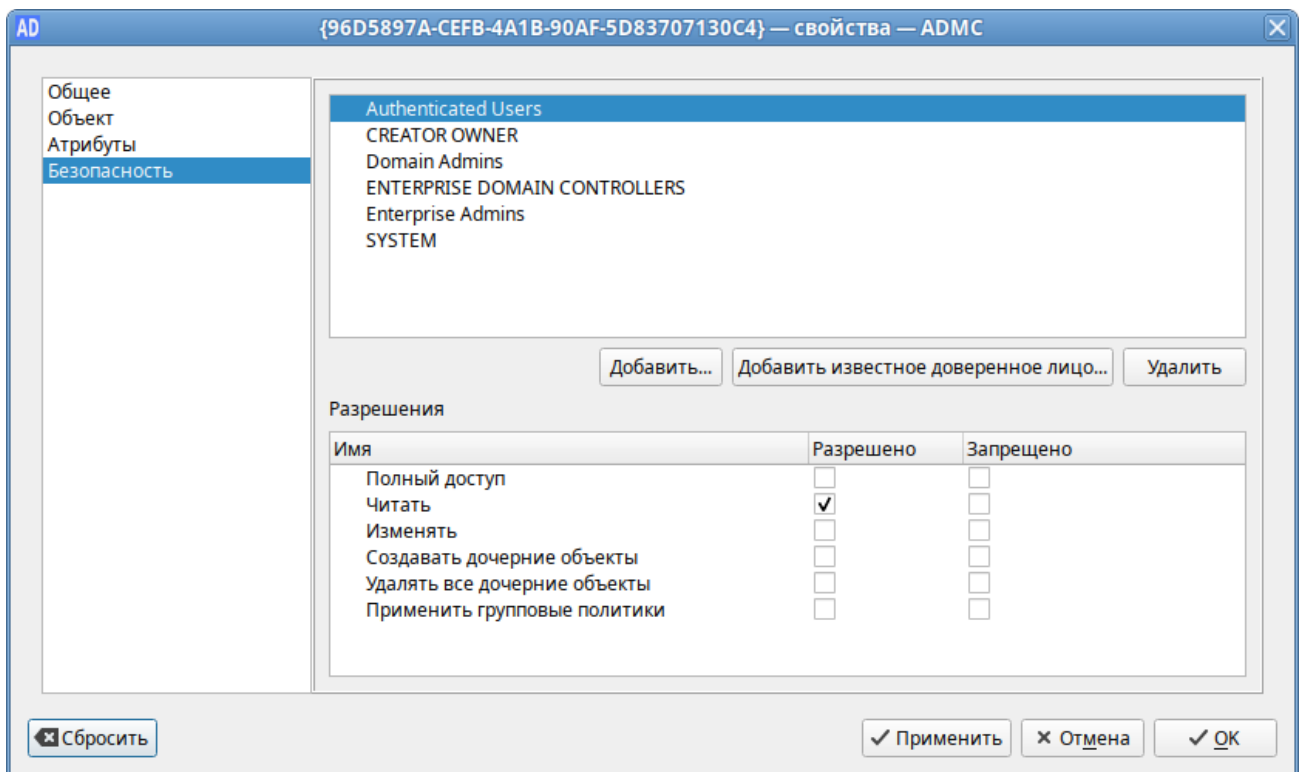 AD {96D5897A-CEFB-4A1B-90AF-5D83707130C4} — свойства — ADMC
Общее
Объект
Атрибуты
Безопасность
Authenticated Users
CREATOR OWNER
Domain Admins
ENTERPRISE DOMAIN CONTROLLERS
Enterprise Admins
SYSTEM
Добавить... Добавить известное доверенное лицо... Удалить
Разрешения
Имя Разрешено Запрещено
Полный доступ
Читать
Изменять
Создавать дочерние объекты
Удалять все дочерние объекты
Применить групповые политики
Сбросить Применить Отмена OK